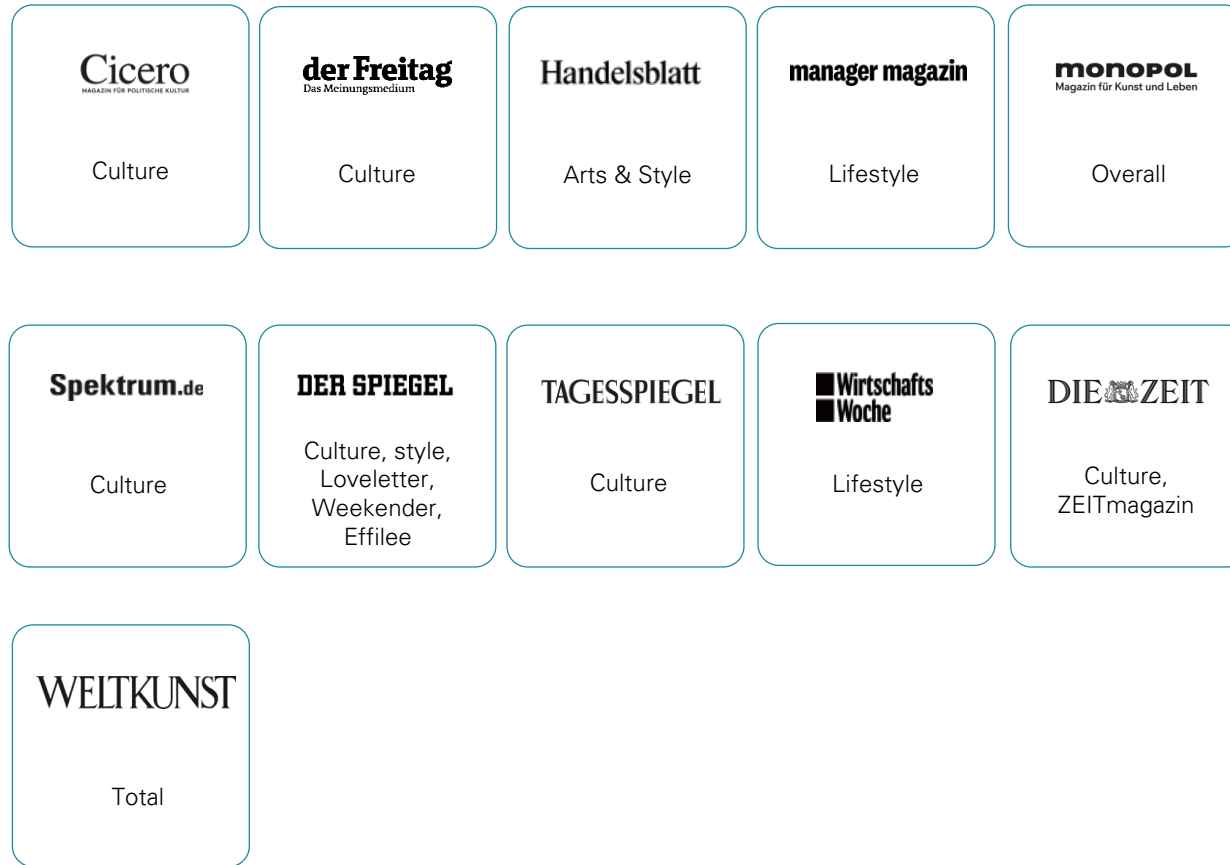 Cicero
MAGAZIN FÜR POLITISCHE KULTUR
Culture
der Freitag
Das Meinungsmedium
Culture
Handelsblatt
Arts & Style
manager magazin
Lifestyle
monopol
Magazin für Kunst und Leben
Overall
Spektrum.de
Culture
DER SPIEGEL
Culture, style,
Loveletter,
Weekender,
Effilee
TAGESSPIEGEL
Culture
Wirtschafts
Woche
Lifestyle
DIE ZEIT
Culture,
ZEITmagazin
WELTKUNST
Total